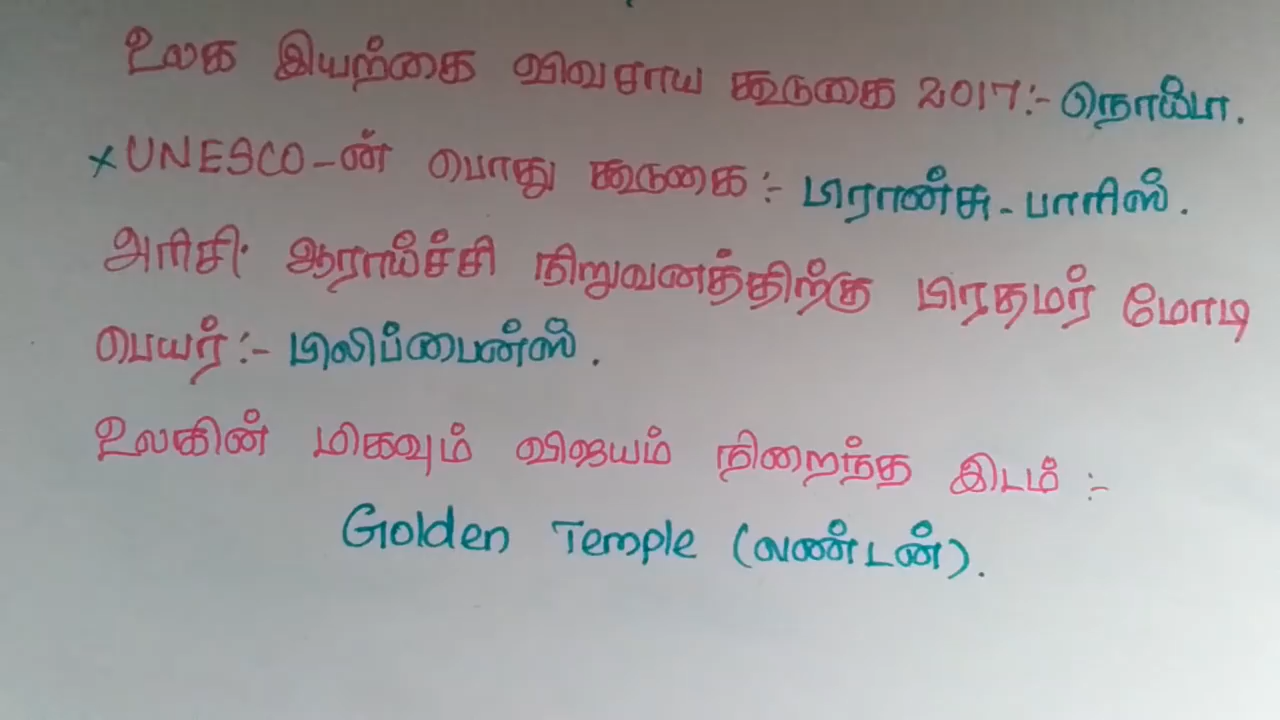 உலக இயற்கை விவசாய கூடுகை 2017:- நொய்டா.
× UNESCO-ன் பொது கூடுகை:- பிரான்சு - பாரிஸ்.
அரிசி ஆராய்ச்சி நிறுவனத்திற்கு பிரதமர் மோடி
பெயர்:- பிலிப்பைன்ஸ்.
உலகின் மிகவும் விஜயம் நிறைந்த இடம் :-
Golden Temple (லண்டன்).